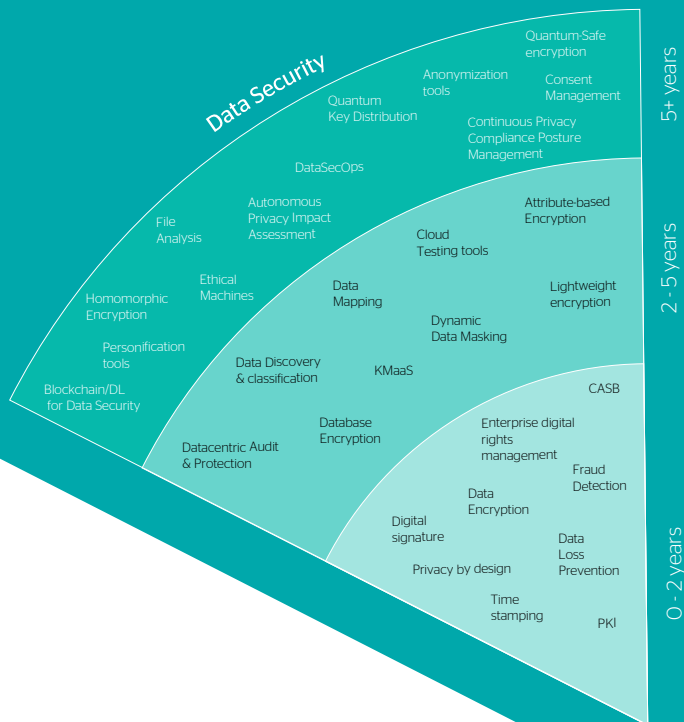 Data Security
5+ years
Quantum-Safe
encryption
Anonymization
tools
Consent
Management
Quantum
Key Distribution
Continuous Privacy
Compliance Posture
Management
DataSecOps
Autonomous
Privacy Impact
Assessment
File
Analysis
Ethical
Machines
Homomorphic
Encryption
Personification
tools
Blockchain/DL
for Data Security
2 - 5 years
Attribute-based
Encryption
Cloud
Testing tools
Data
Mapping
Lightweight
encryption
Dynamic
Data Masking
Data Discovery
& classification
KMaaS
Database
Encryption
Datacentric Audit
& Protection
0 - 2 years
CASB
Enterprise digital
rights
management
Fraud
Detection
Data
Encryption
Digital
signature
Data
Loss
Prevention
Privacy by design
Time
stamping
PKI